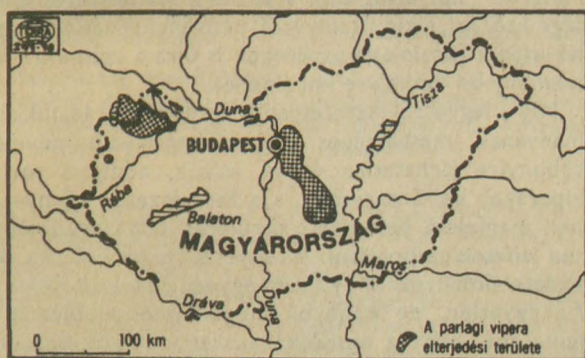 Duna
Tisza
BUDAPEST
Rába
Balaton
MAGYARORSZÁG
Maros
Dráva
Duna
0 100 km
A parlagi vipera
elterjedési területe